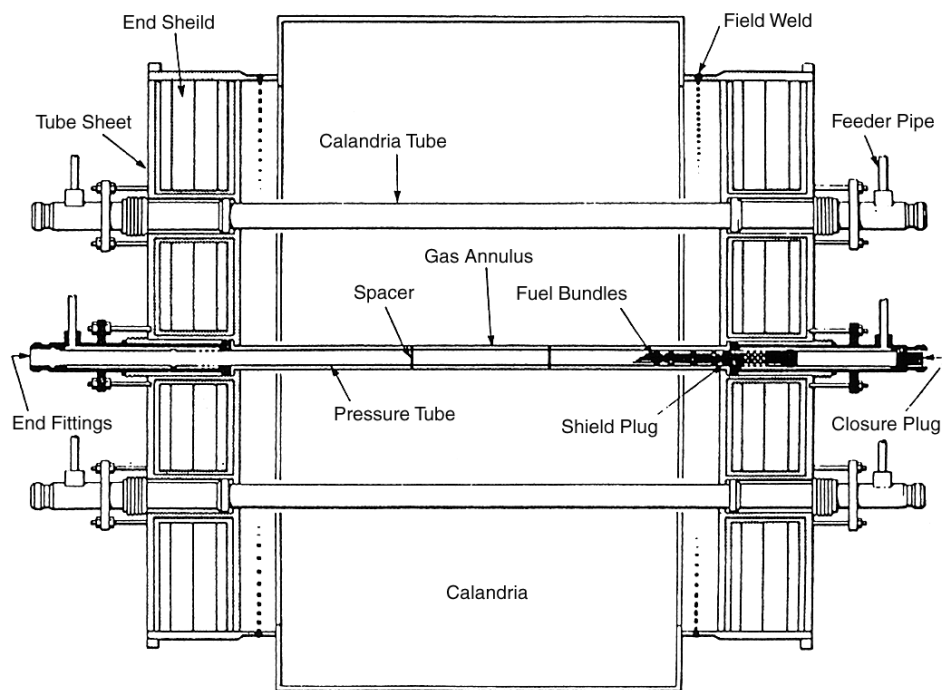 End Sheild
Field Weld
Tube Sheet
Feeder Pipe
Calandria Tube
Gas Annulus
Spacer
Fuel Bundles
Pressure Tube
End Fittings
Shield Plug
Closure Plug
Calandria